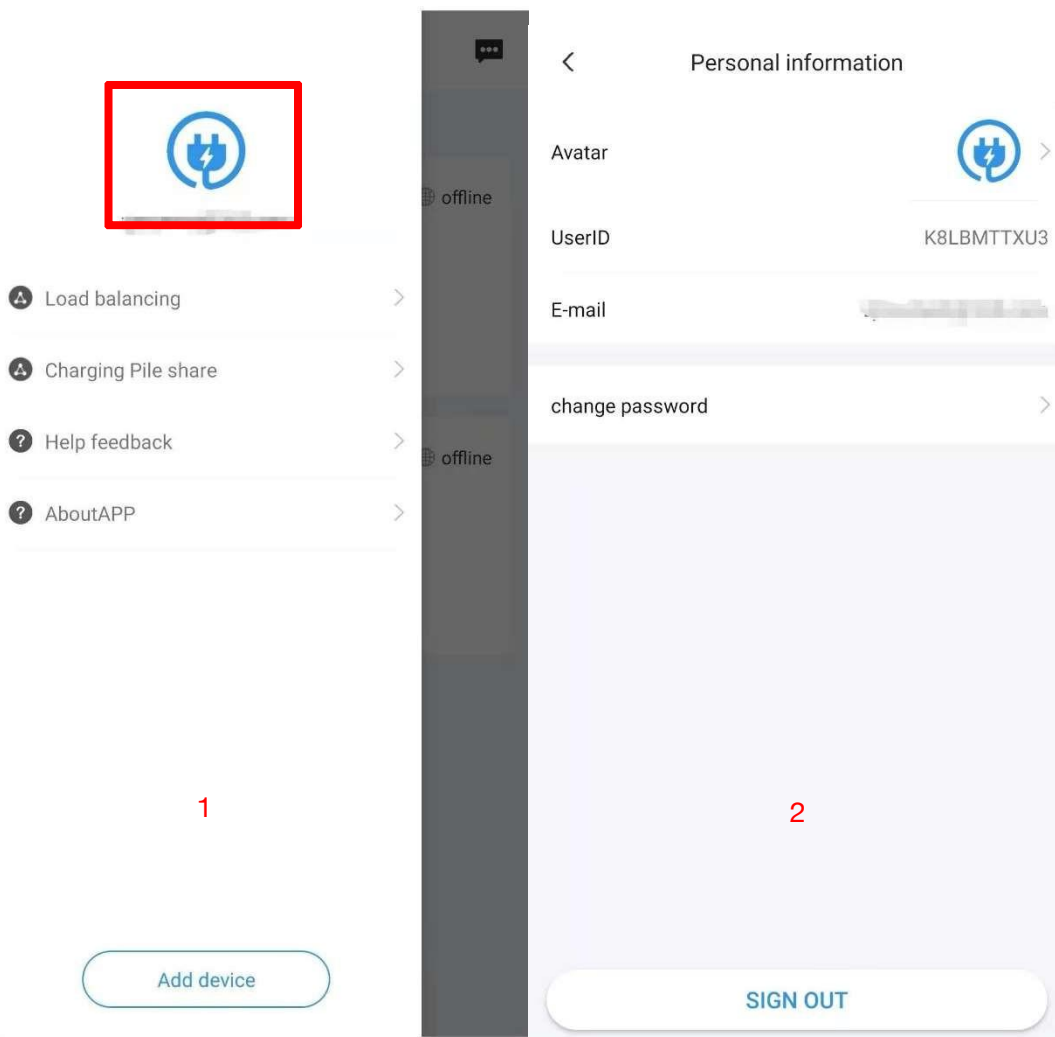 offline
Load balancing
Charging Pile share
Help feedback
offline
AboutAPP
1
Add device
Personal information
Avatar
UserID K8LBMTTXU3
E-mail
change password
2
SIGN OUT